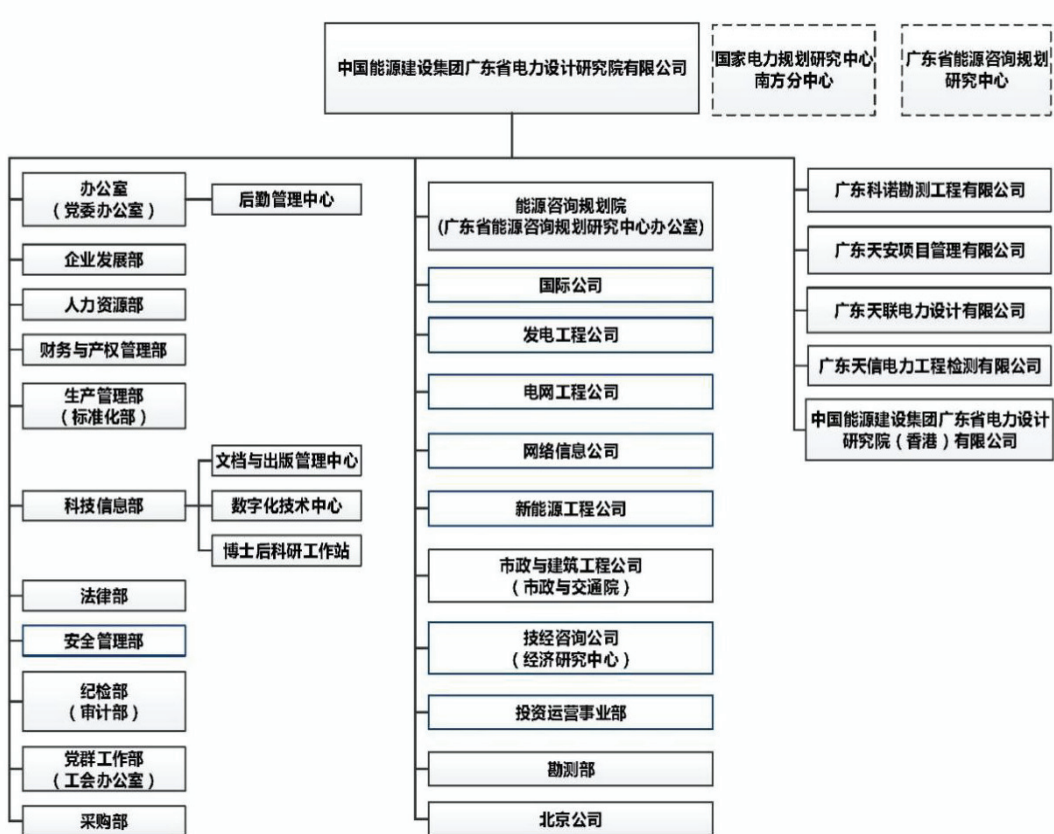 中国能源建设集团广东省电力设计研究院有限公司
国家电力规划研究中心
南方分中心
广东省能源咨询规划
研究中心
办公室
（党委办公室）
后勤管理中心
企业发展部
人力资源部
财务与产权管理部
生产管理部
（标准化部）
科技信息部
文档与出版管理中心
数字化技术中心
博士后科研工作站
法律部
安全管理部
纪检部
（审计部）
党群工作部
（工会办公室）
采购部
能源咨询规划院
(广东省能源咨询规划研究中心办公室)
国际公司
发电工程公司
电网工程公司
网络信息公司
新能源工程公司
市政与建筑工程公司
（市政与交通院）
技经咨询公司
（经济研究中心）
投资运营事业部
勘测部
北京公司
广东科诺勘测工程有限公司
广东天安项目管理有限公司
广东天联电力设计有限公司
广东天信电力工程检测有限公司
中国能源建设集团广东省电力设计
研究院（香港）有限公司